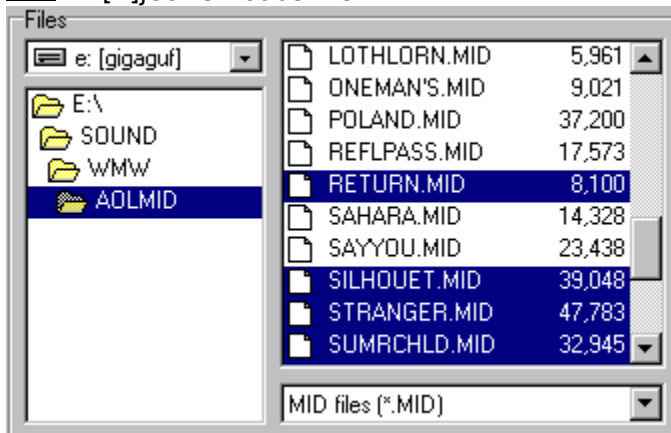 Files
e: [gigaguf]
E:\
SOUND
WMW
AOLMID
LOTHLORN.MID 5,961
ONEMAN'S.MID 9,021
POLAND.MID 37,200
REFLPASS.MID 17,573
RETURN.MID 8,100
SAHARA.MID 14,328
SAYYOU.MID 23,438
SILHOUET.MID 39,048
STRANGER.MID 47,783
SUMRCHLD.MID 32,945
MID files (*.MID)